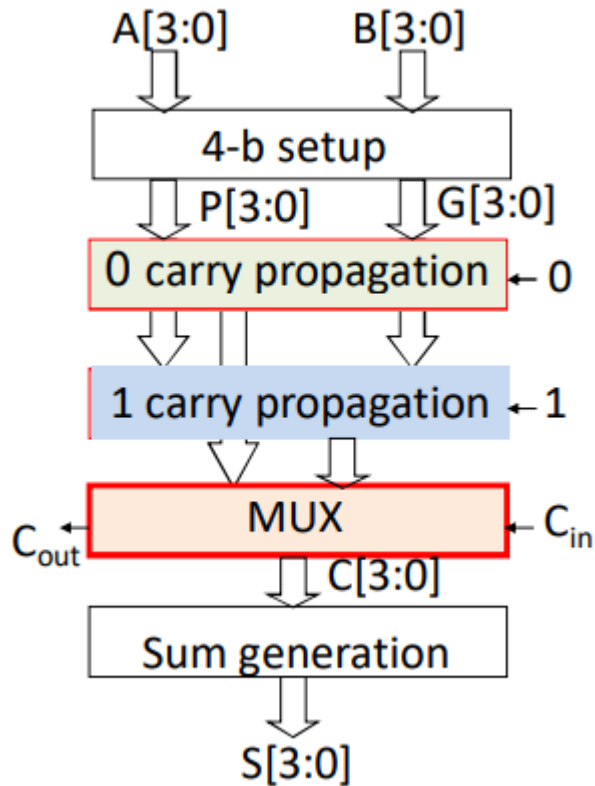 A[3:0] B[3:0]
4-b setup
P[3:0] G[3:0]
0 carry propagation 0
1 carry propagation 1
MUX
Cout Cin
C[3:0]
Sum generation
S[3:0]